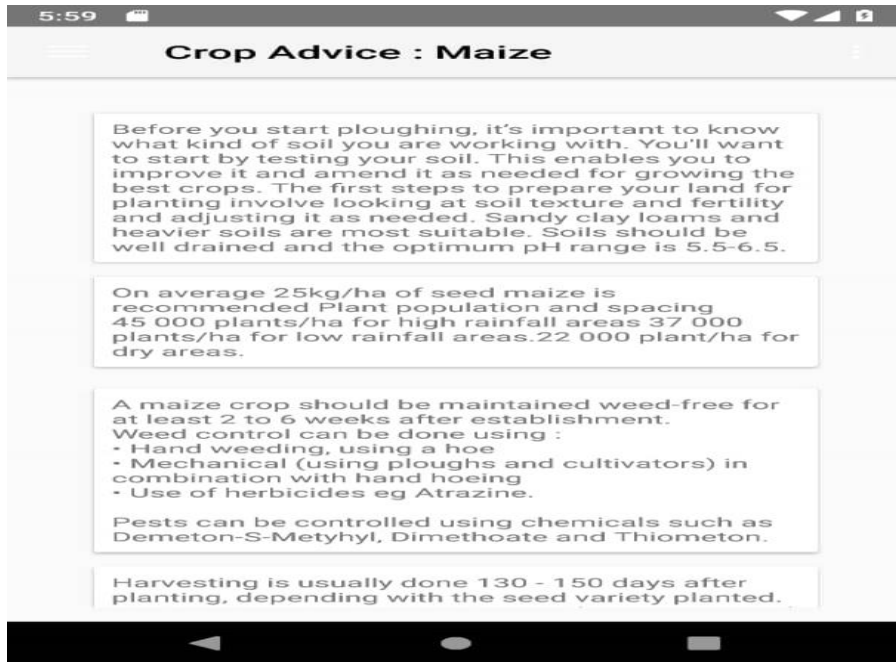 5:59
Crop Advice : Maize
Before you start ploughing, it's important to know
what kind of soil you are working with. You'll want
to start by testing your soil. This enables you to
improve it and amend it as needed for growing the
best crops. The first steps to prepare your land for
planting involve looking at soil texture and fertility
and adjusting it as needed. Sandy clay loams and
heavier soils are most suitable. Soils should be
well drained and the optimum pH range is 5.5-6.5.
On average 25kg/ha of seed maize is
recommended Plant population and spacing
45 000 plants/ha for high rainfall areas 37 000
plants/ha for low rainfall areas.22 000 plant/ha for
dry areas.
A maize crop should be maintained weed-free for
at least 2 to 6 weeks after establishment.
Weed control can be done using :
• Hand weeding, using a hoe
• Mechanical (using ploughs and cultivators) in
combination with hand hoeing
• Use of herbicides eg Atrazine.
Pests can be controlled using chemicals such as
Demeton-S-Metyhyl, Dimethoate and Thiometon.
Harvesting is usually done 130 - 150 days after
planting, depending with the seed variety planted.